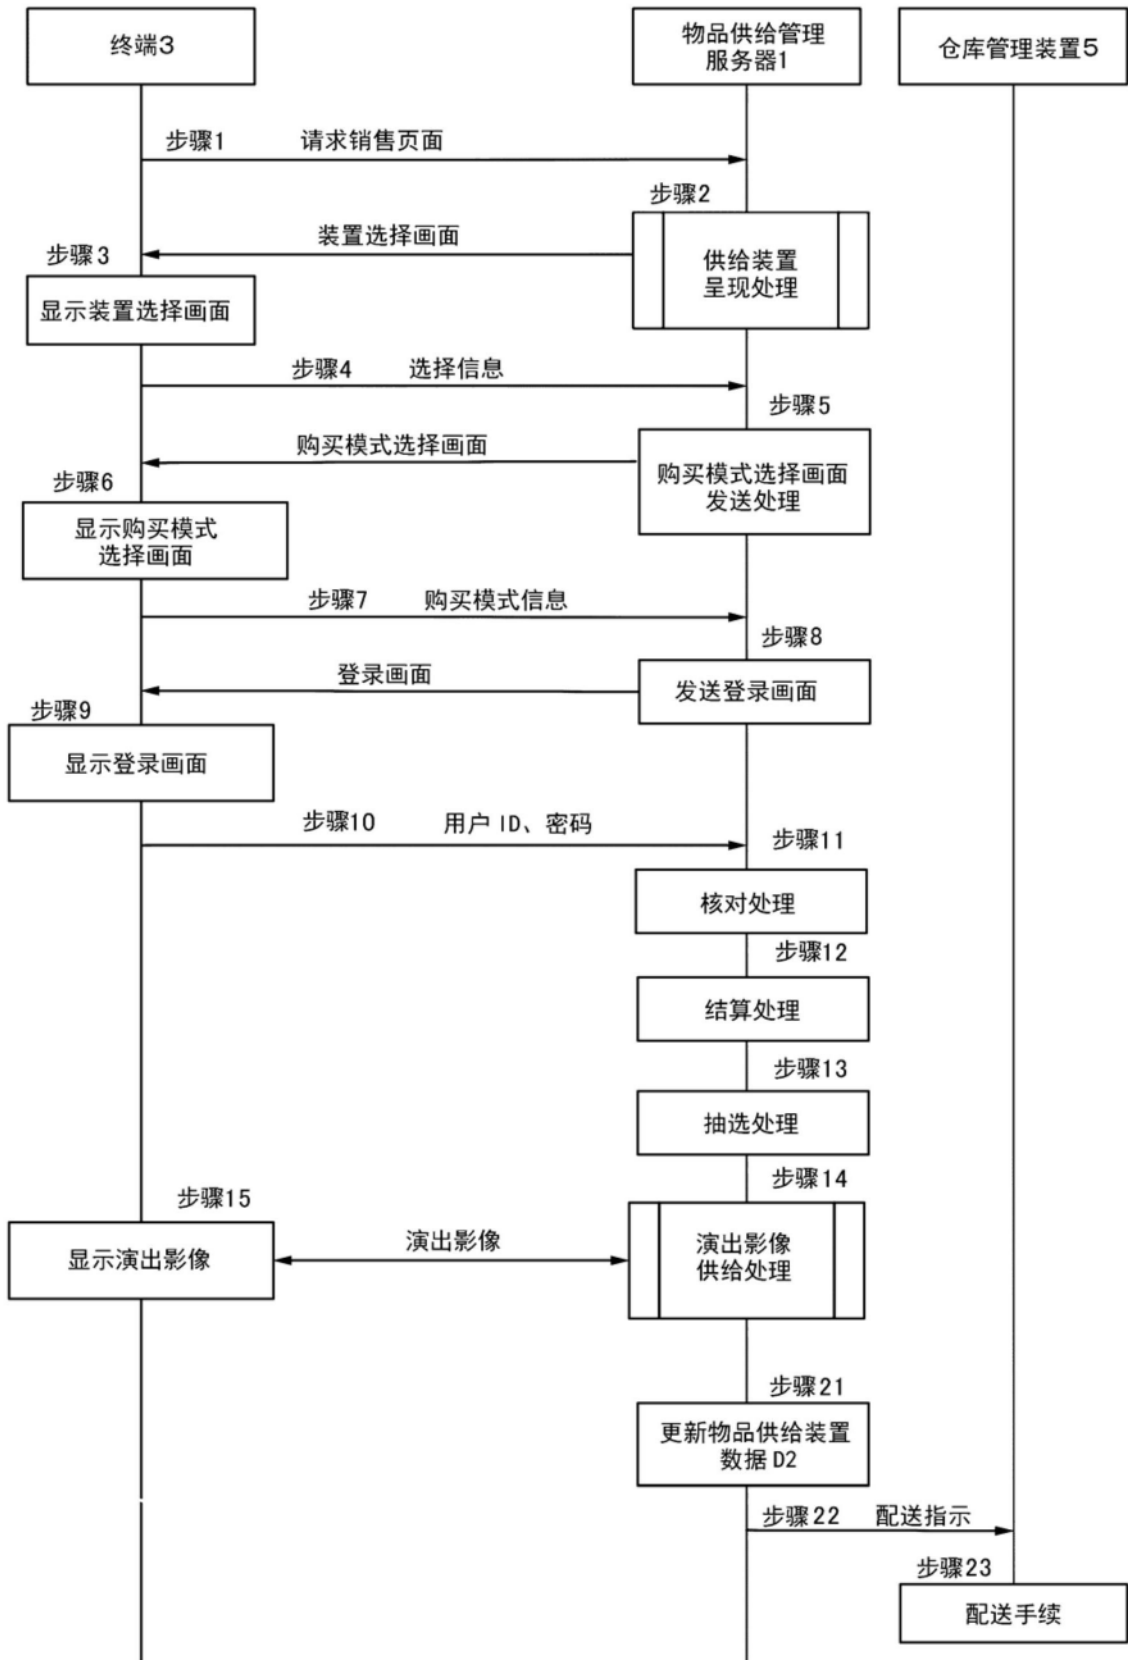 终端3
物品供给管理
服务器1
仓库管理装置5
步骤1
请求销售页面
步骤2
装置选择画面
供给装置
呈现处理
步骤3
显示装置选择画面
步骤4
选择信息
步骤5
购买模式选择画面
购买模式选择画面
发送处理
步骤6
显示购买模式
选择画面
步骤7
购买模式信息
步骤8
登录画面
发送登录画面
步骤9
显示登录画面
步骤10
用户ID、密码
步骤11
核对处理
步骤12
结算处理
步骤13
抽选处理
步骤14
步骤15
显示演出影像
演出影像
演出影像
供给处理
步骤21
更新物品供给装置
数据D2
步骤22
配送指示
步骤23
配送手续